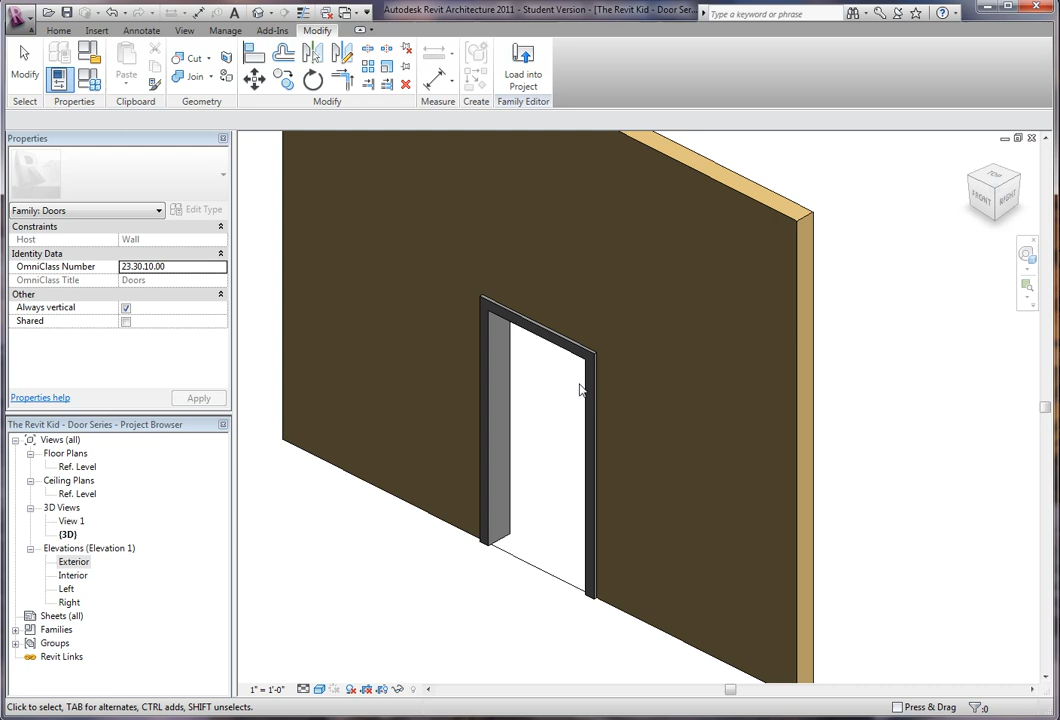 Autodesk Revit Architecture 2011 - Student Version - [The Revit Kid - Door Ser...
Type a keyword or phrase
Home Insert Annotate View Manage Add-Ins Modify
Modify
Paste
Cut
Join
Load into
Project
Select Properties Clipboard Geometry Modify Measure Create Family Editor
Properties
Family: Doors
Edit Type
Constraints
Host Wall
Identity Data
OmniClass Number 23.30.10.00
OmniClass Title Doors
Other
Always vertical
Shared
Properties help
Apply
The Revit Kid - Door Series - Project Browser
Views (all)
Floor Plans
Ref. Level
Ceiling Plans
Ref. Level
3D Views
View 1
{3D}
Elevations (Elevation 1)
Exterior
Interior
Left
Right
Sheets (all)
Families
Groups
Revit Links
TOP
FRONT
RIGHT
1" = 1'-0"
Click to select, TAB for alternates, CTRL adds, SHIFT unselects.
Press & Drag
:0